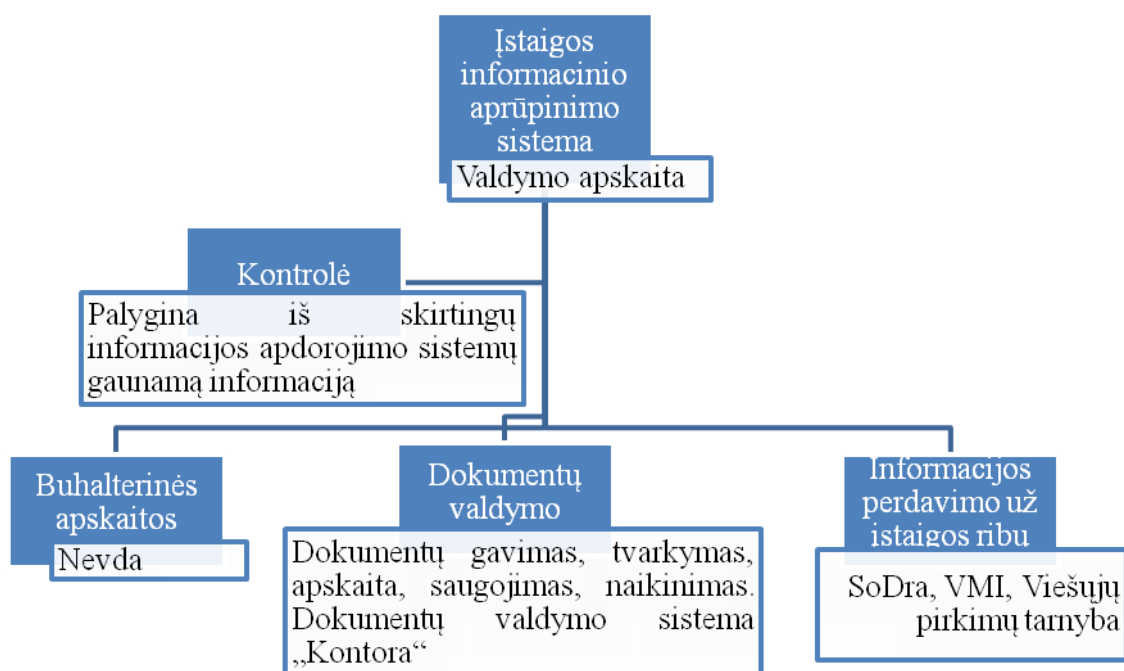 Įstaigos
informacinio
aprūpinimo
sistema
Valdymo apskaita
Kontrolė
Palygina iš skirtingų
informacijos apdorojimo sistemų
gaunamą informaciją
Buhalterinės
apskaitos
Nevda
Dokumentų
valdymo
Dokumentų gavimas, tvarkymas,
apskaita, saugojimas, naikinimas.
Dokumentų valdymo sistema
„Kontora“
Informacijos
perdavimo už
įstaigos ribų
SoDra, VMI, Viešųjų
pirkimų tarnyba